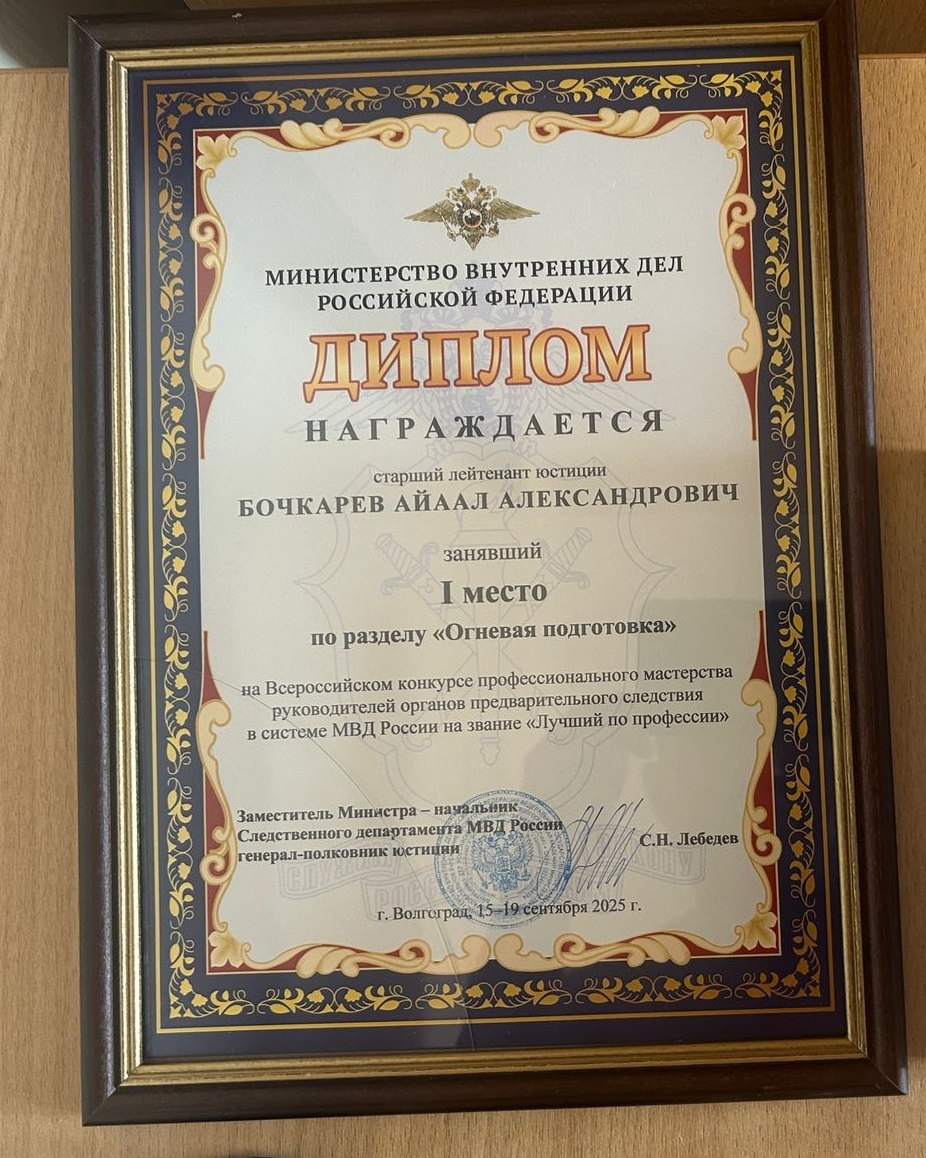 МИНИСТЕРСТВО ВНУТРЕННИХ ДЕЛ
РОССИЙСКОЙ ФЕДЕРАЦИИ
ДИПЛОМ
НАГРАЖДАЕТСЯ
старший лейтенант юстиции
БОЧКАРЕВ АЙААЛ АЛЕКСАНДРОВИЧ
занявший
I место
по разделу «Огневая подготовка»
на Всероссийском конкурсе профессионального мастерства
руководителей органов предварительного следствия
в системе МВД России на звание «Лучший по профессии»
Заместитель Министра – начальник
Следственного департамента МВД России
генерал-полковник юстиции
С.Н. Лебедев
г. Волгоград, 15–19 сентября 2025 г.